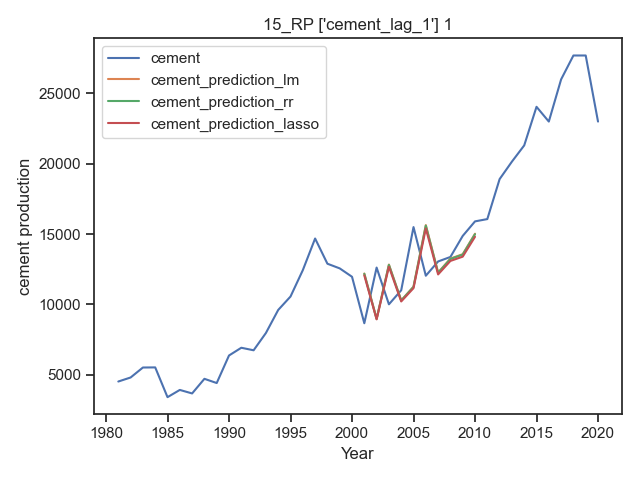 15_RP ['cement_lag_1'] 1
cement
cement_prediction_lm
cement_prediction_rr
cement_prediction_lasso
cement production
25000
20000
15000
10000
5000
1980 1985 1990 1995 2000 2005 2010 2015 2020
Year